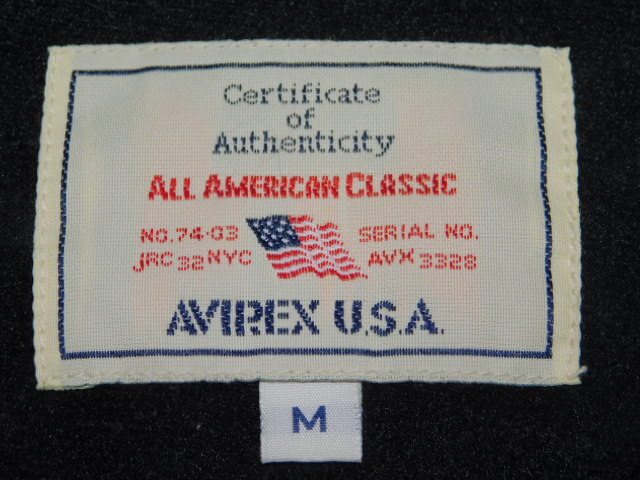 Certificate
of
Authenticity
ALL AMERICAN CLASSIC
NO.74-03 SERIAL NO.
JRC 32 NYC AVX 3328
AVIREX U.S.A.
M